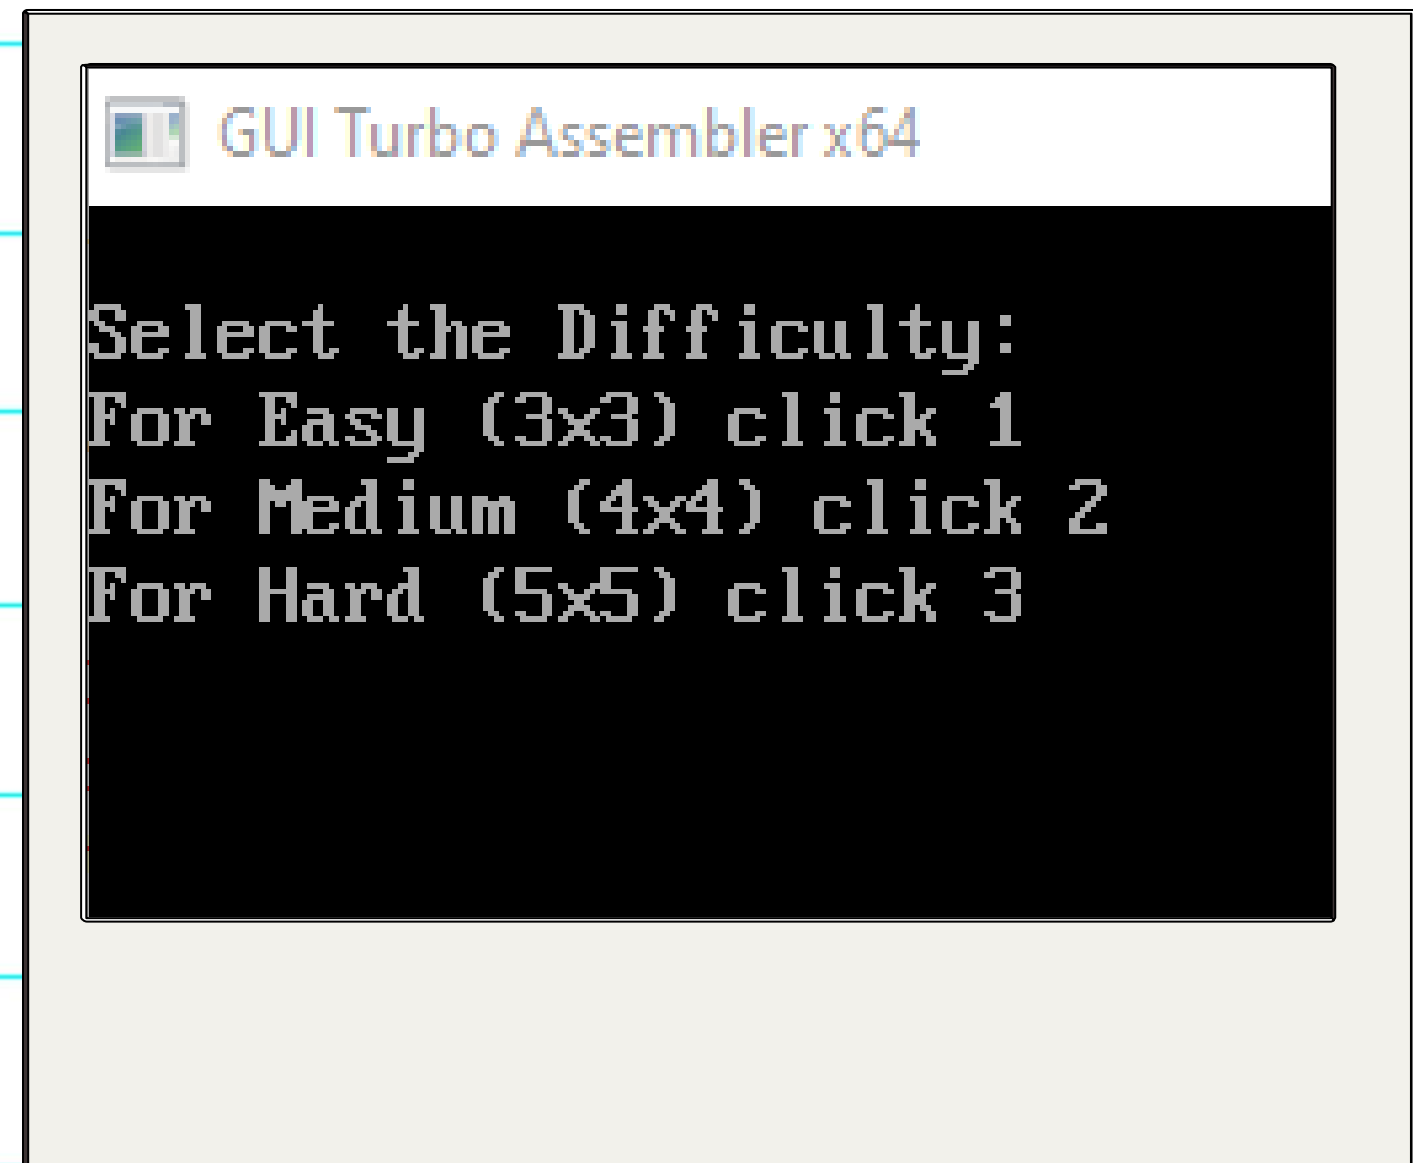 GUI Turbo Assembler x64
Select the Difficulty:
For Easy (3x3) click 1
For Medium (4x4) click 2
For Hard (5x5) click 3